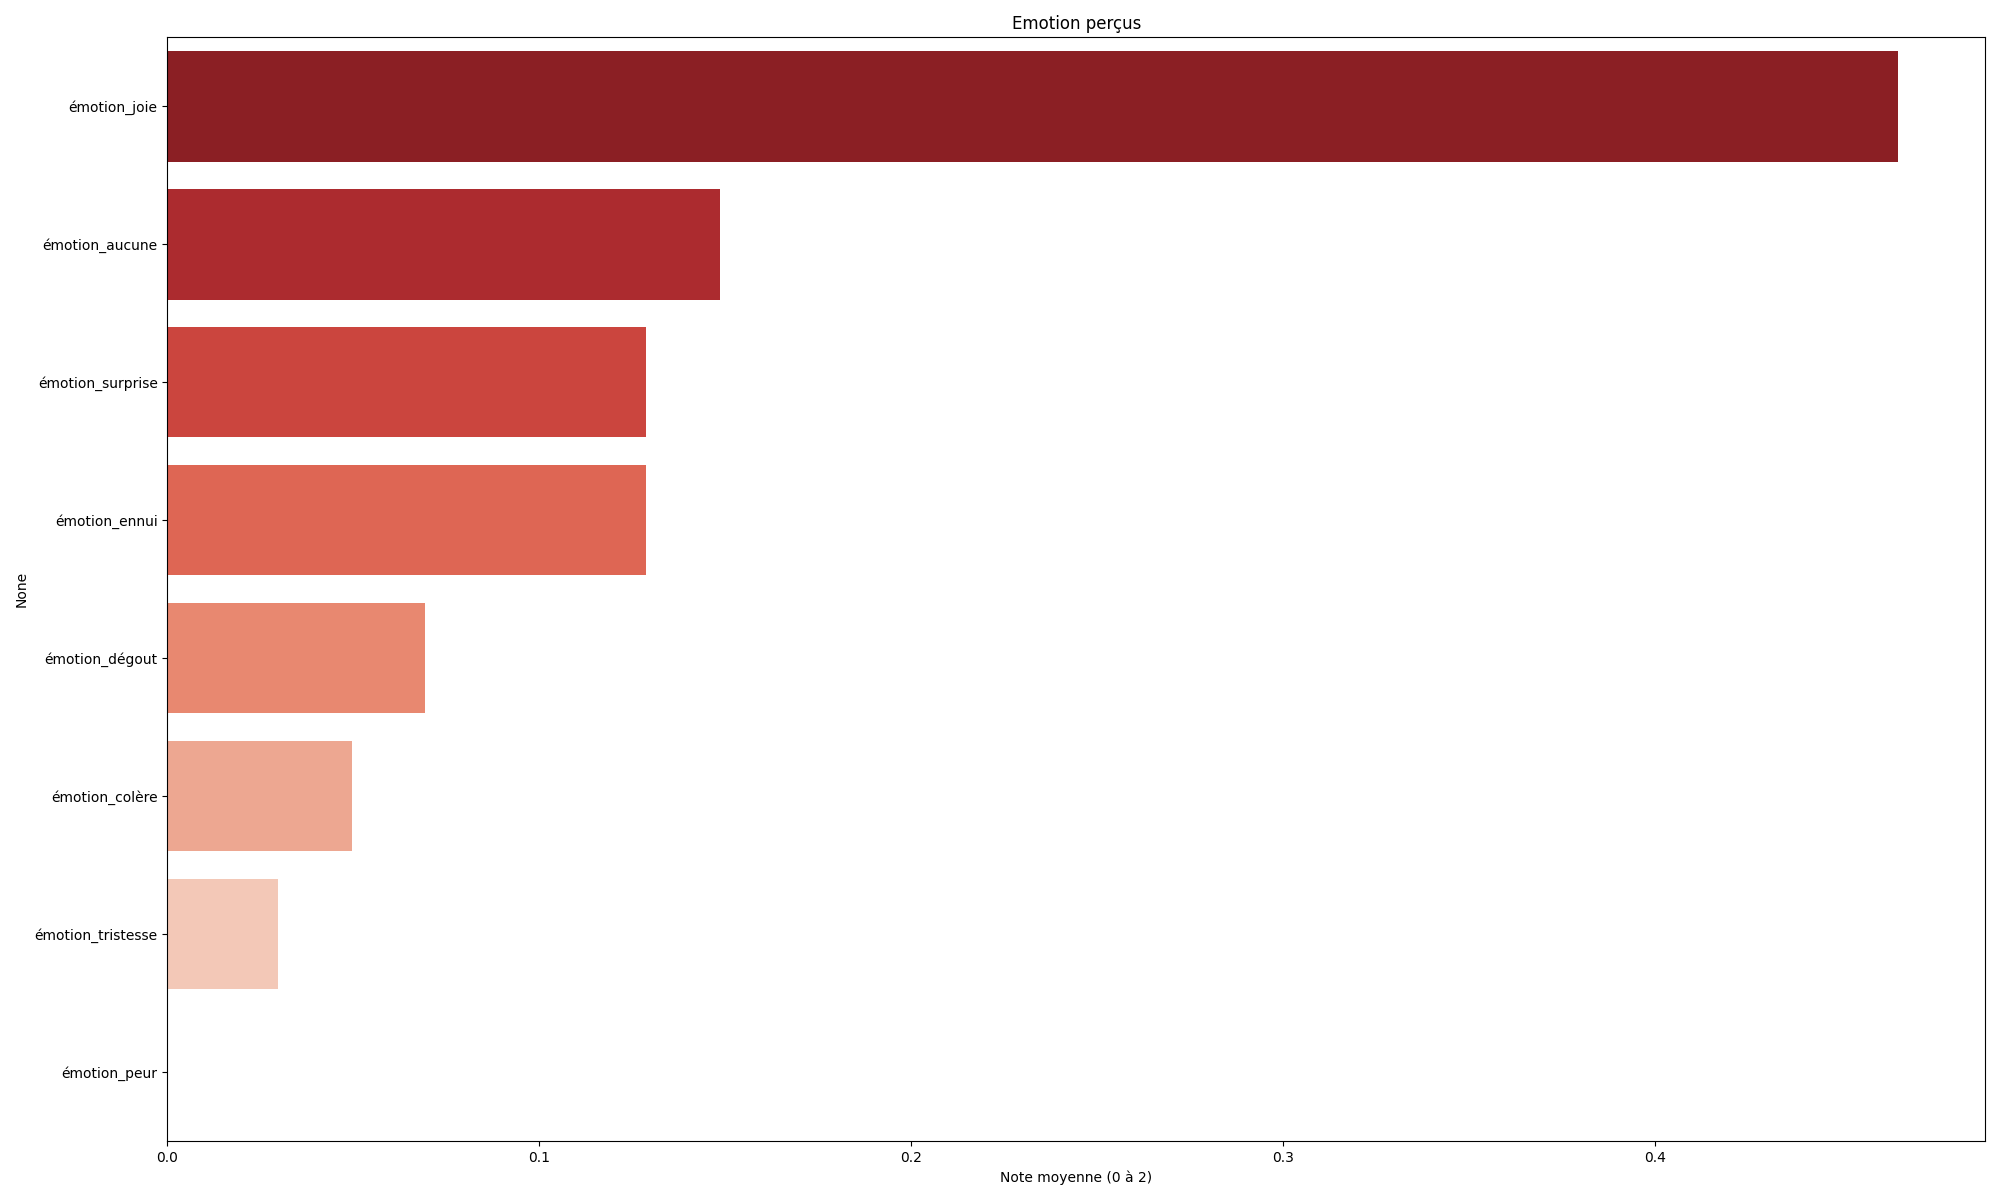 Emotion perçus
émotion_joie
émotion_aucune
émotion_surprise
émotion_ennui
émotion_dégout
émotion_colère
émotion_tristesse
émotion_peur
None
0.0 0.1 0.2 0.3 0.4
Note moyenne (0 à 2)